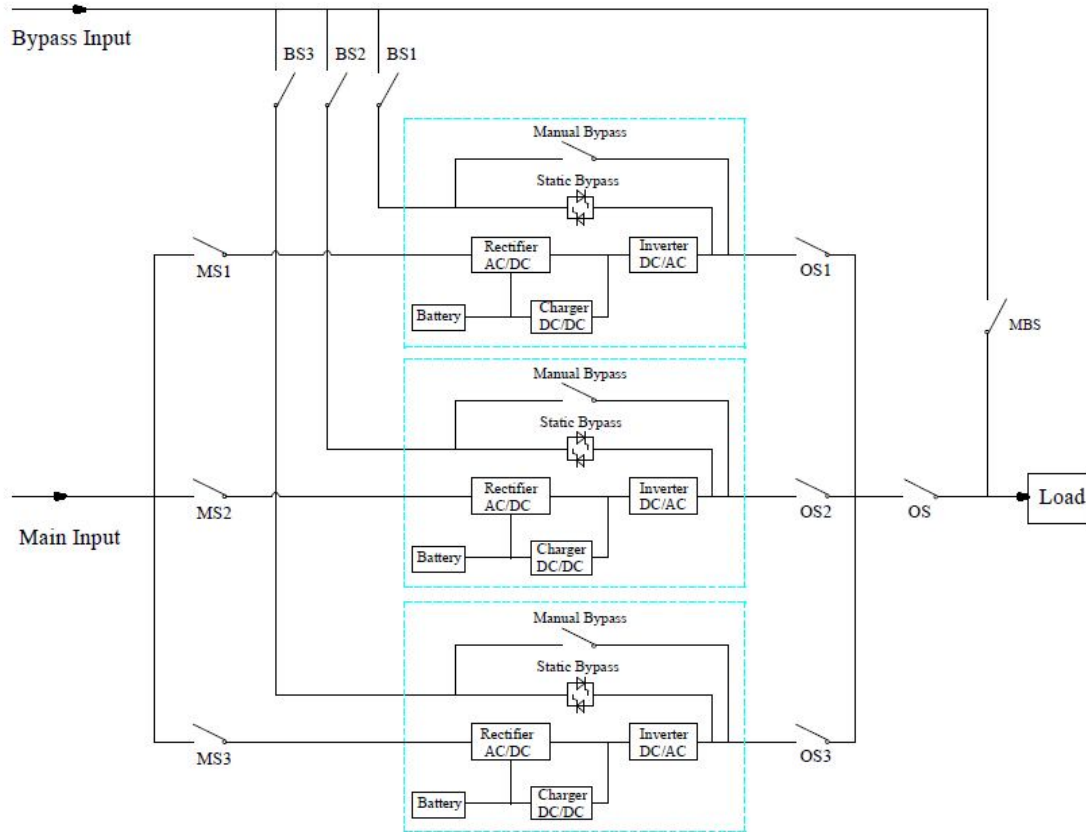 Bypass Input
BS3
BS2
BS1
Manual Bypass
Static Bypass
Rectifier
AC/DC
Inverter
DC/AC
MS1
OS1
Battery
Charger
DC/DC
MBS
Manual Bypass
Static Bypass
Rectifier
AC/DC
Inverter
DC/AC
MS2
OS2
OS
Load
Main Input
Battery
Charger
DC/DC
Manual Bypass
Static Bypass
Rectifier
AC/DC
Inverter
DC/AC
MS3
OS3
Battery
Charger
DC/DC